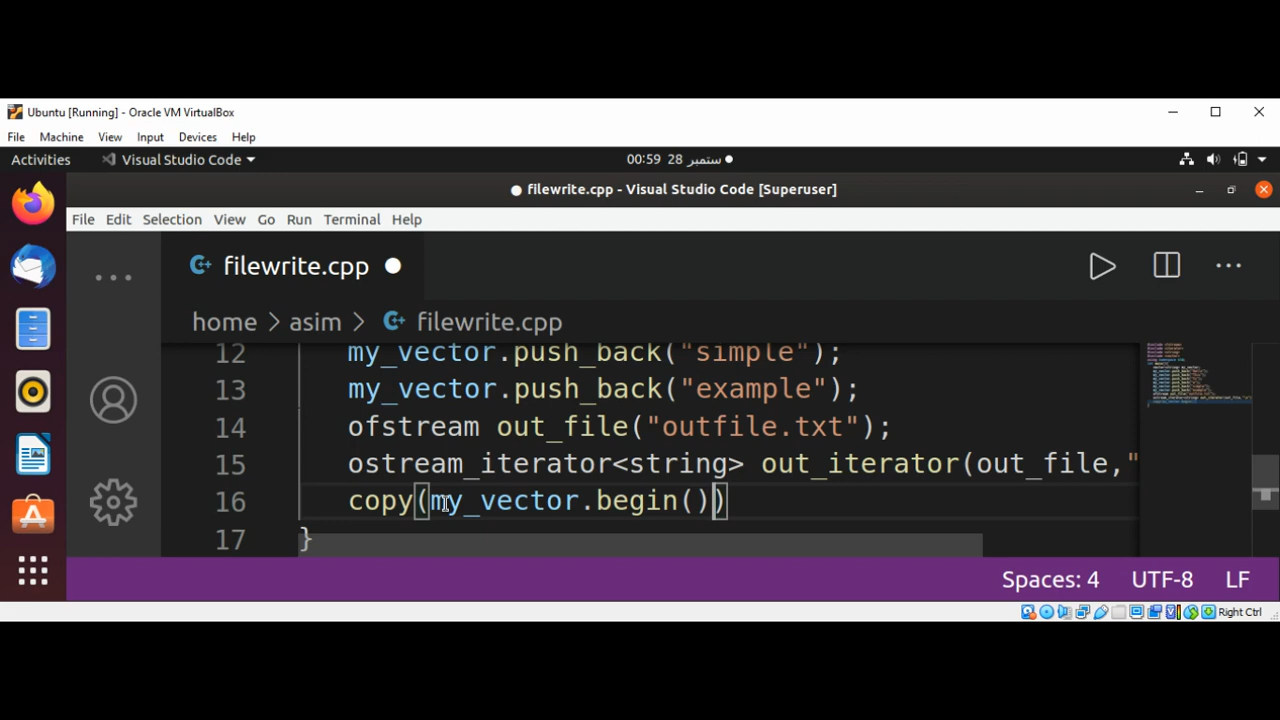 Ubuntu [Running] - Oracle VM VirtualBox
File Machine View Input Devices Help
Activities Visual Studio Code 00:59 28 ستمبر
filewrite.cpp - Visual Studio Code [Superuser]
File Edit Selection View Go Run Terminal Help
filewrite.cpp
home > asim > filewrite.cpp
12 my_vector.push_back("simple");
13 my_vector.push_back("example");
14 ofstream out_file("outfile.txt");
15 ostream_iterator<string> out_iterator(out_file,"
16 copy(my_vector.begin())
17 }
Spaces: 4 UTF-8 LF
Right Ctrl